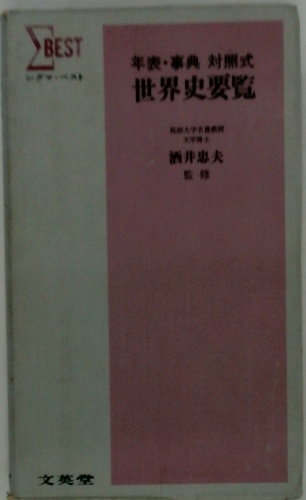 ΣBEST
シグマ・ベスト
年表・事典 対照式
世界史要覧
筑波大学名誉教授
文学博士
酒井忠夫
監修
文英堂